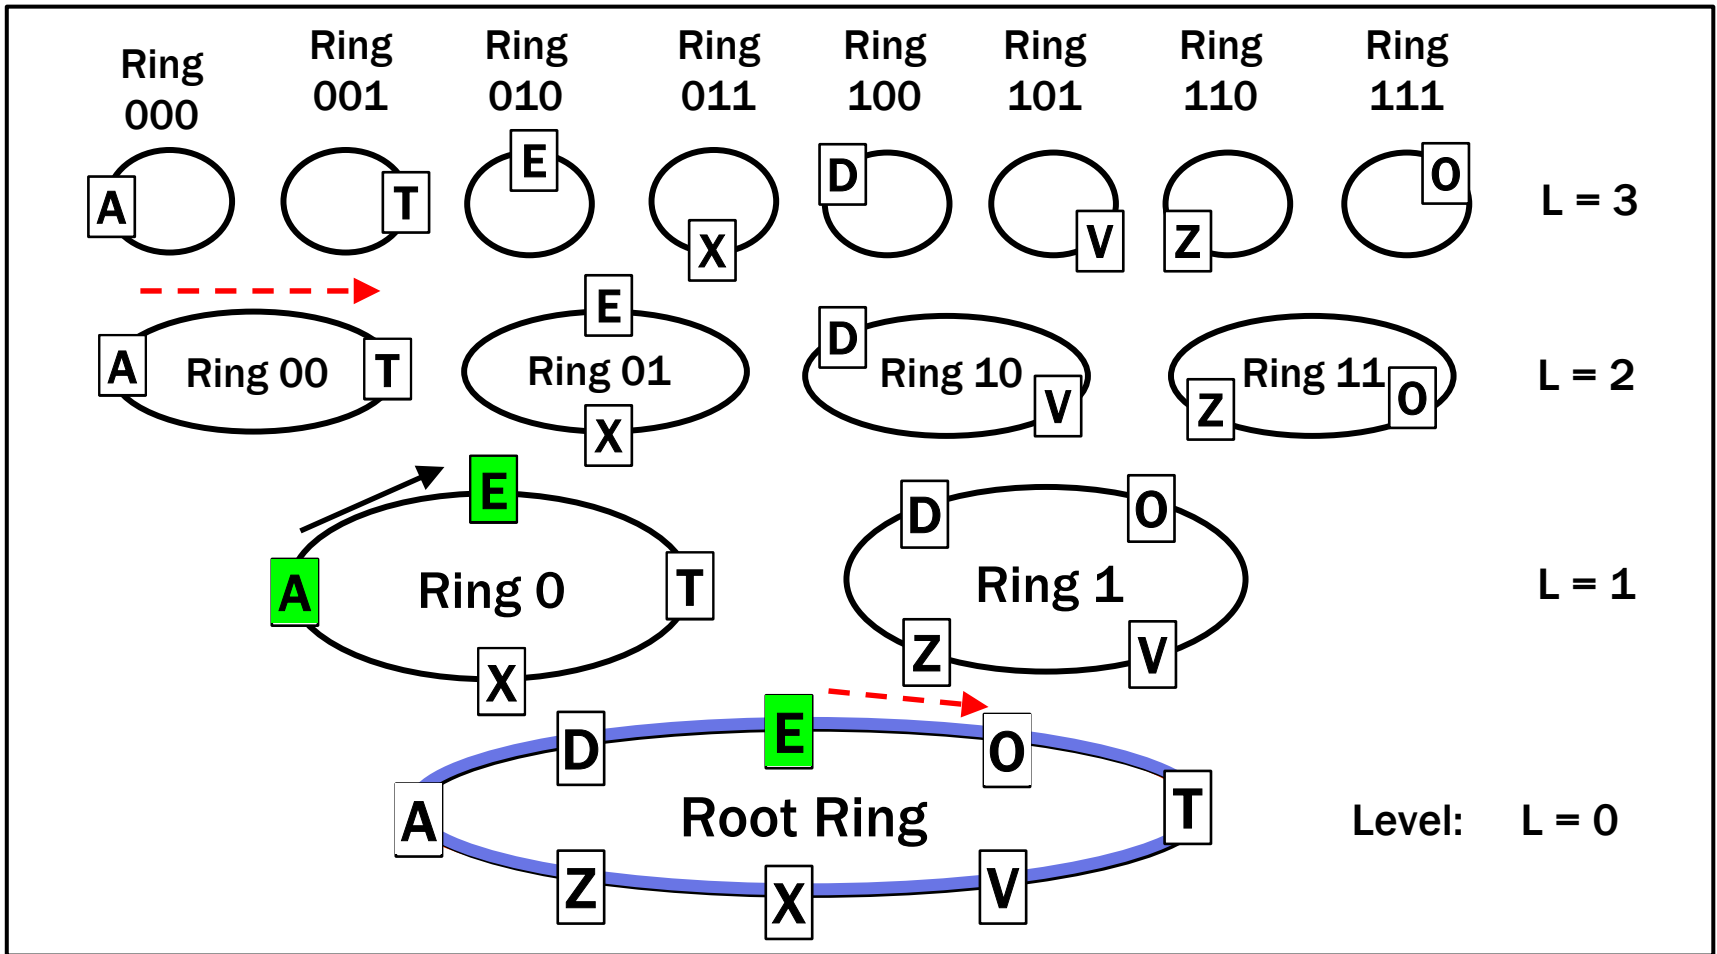 Ring 000
Ring 001
Ring 010
Ring 011
Ring 100
Ring 101
Ring 110
Ring 111
A
T
E
X
D
V
Z
O
L = 3
A
Ring 00
T
E
Ring 01
X
D
Ring 10
V
Z
Ring 11
O
L = 2
E
A
Ring 0
T
X
D
O
Ring 1
Z
V
L = 1
D
E
O
A
Root Ring
T
Z
X
V
Level: L = 0